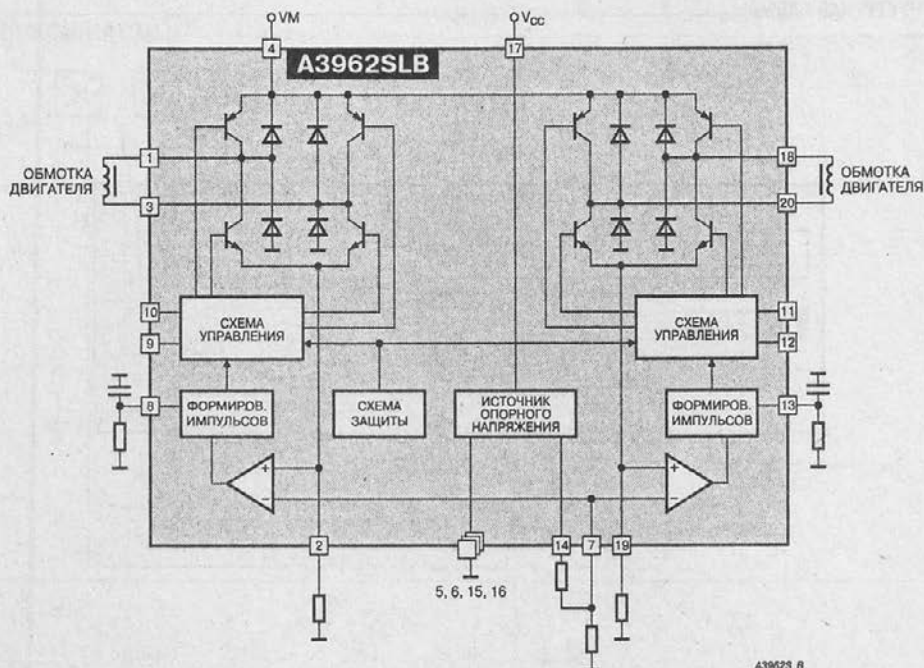 VM
VCC
4
17
A3962SLB
1
18
ОБМОТКА
ДВИГАТЕЛЯ
ОБМОТКА
ДВИГАТЕЛЯ
3
20
10
СХЕМА
УПРАВЛЕНИЯ
СХЕМА
УПРАВЛЕНИЯ
11
9
12
8
ФОРМИРОВ.
ИМПУЛЬСОВ
СХЕМА
ЗАЩИТЫ
ИСТОЧНИК
ОПОРНОГО
НАПРЯЖЕНИЯ
ФОРМИРОВ.
ИМПУЛЬСОВ
13
+
–
+
–
2
14
7
19
5, 6, 15, 16